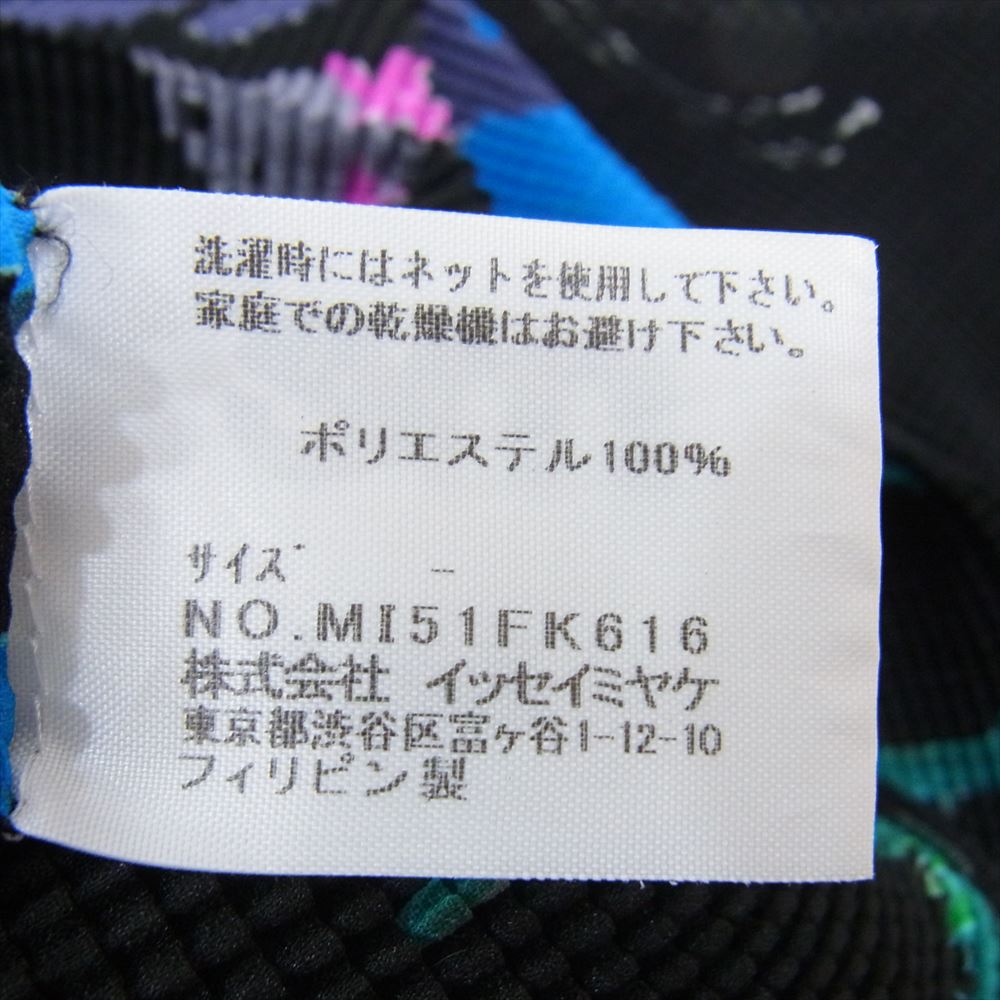 洗濯時にはネットを使用して下さい。
家庭での乾燥機はお避け下さい。
ポリエステル100%
サイズ -
NO.MI51FK616
株式会社 イッセイミヤケ
東京都渋谷区富ヶ谷1-12-10
フィリピン製